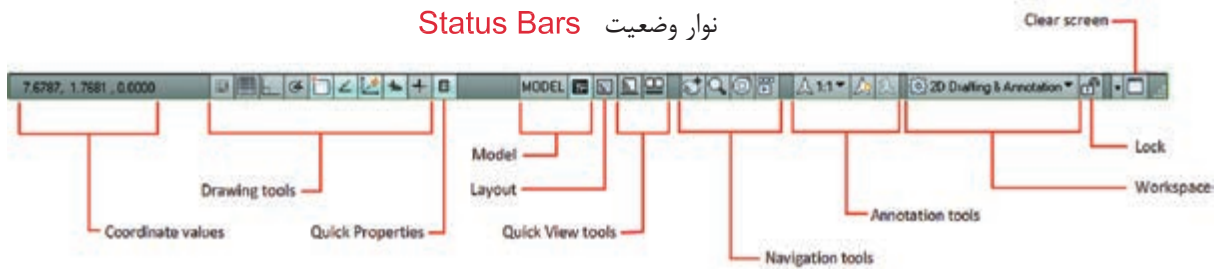 نوار وضعیت Status Bars
Clear screen
7.6787, 1.7681 , 0.0000
MODEL
1:1
2D Drafting & Annotation
Model
Lock
Layout
Drawing tools
Workspace
Annotation tools
Coordinate values
Quick Properties
Quick View tools
Navigation tools